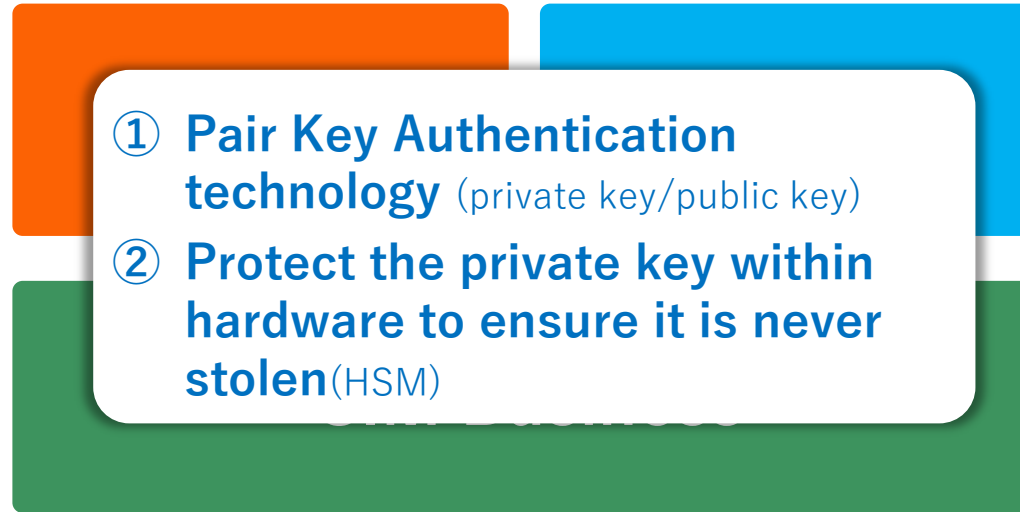 ① Pair Key Authentication
technology (private key/public key)
② Protect the private key within
hardware to ensure it is never
stolen(HSM)